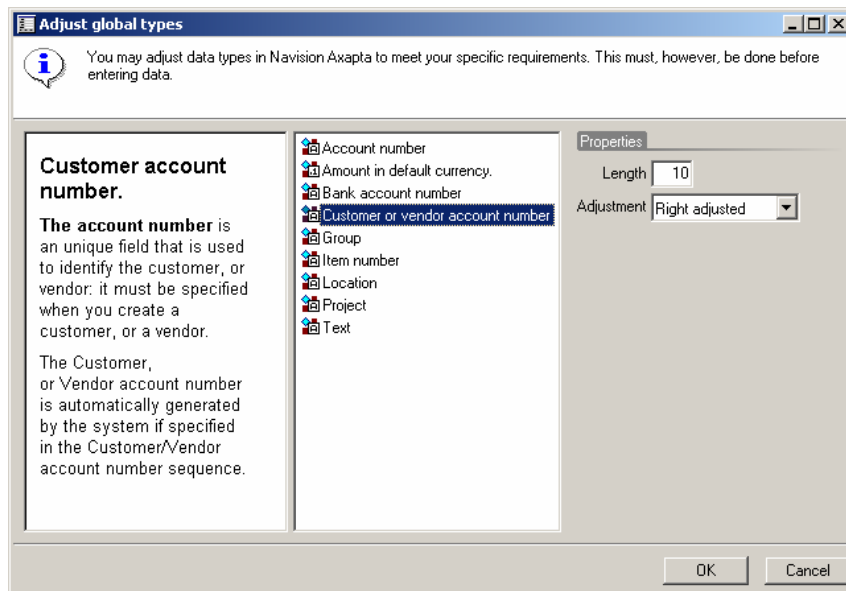 Adjust global types
You may adjust data types in Navision Axapta to meet your specific requirements. This must, however, be done before
entering data.
Customer account
number.
The account number is
an unique field that is used
to identify the customer, or
vendor: it must be specified
when you create a
customer, or a vendor.
The Customer,
or Vendor account number
is automatically generated
by the system if specified
in the Customer/Vendor
account number sequence.
Account number
Amount in default currency.
Bank account number
Customer or vendor account number
Group
Item number
Location
Project
Text
Properties
Length 10
Adjustment Right adjusted
OK Cancel